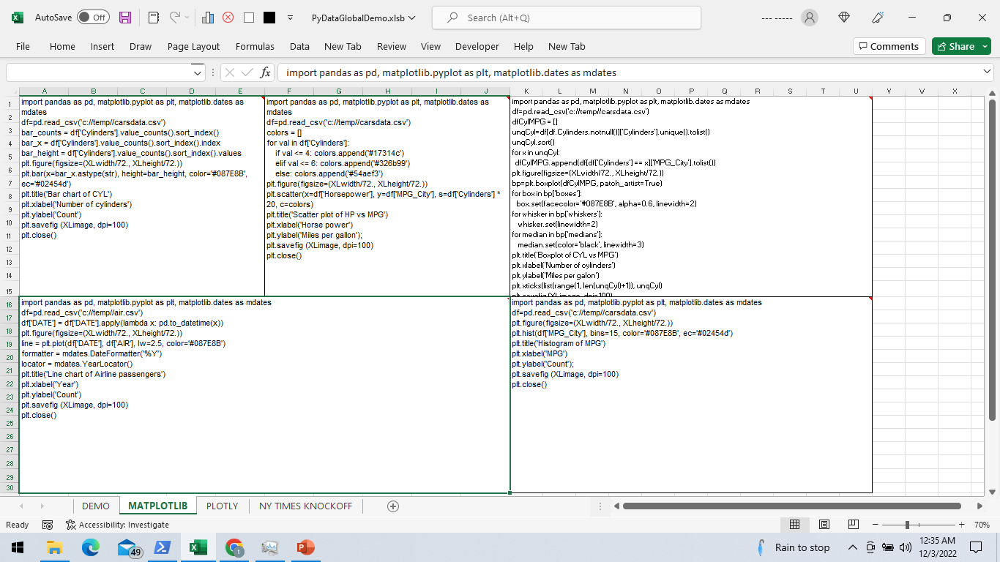 AutoSave Off PyDataGlobalDemo.xlsb Search (Alt+Q) --- -----
File Home Insert Draw Page Layout Formulas Data New Tab Review View Developer Help New Tab Comments Share
fx import pandas as pd, matplotlib.pyplot as plt, matplotlib.dates as mdates
A B C D E F G H I J K L M N O P Q R S T U V W X
1
2
3
4
5
6
7
8
9
10
11
12
13
14
15
16
17
18
19
20
21
22
23
24
25
26
27
28
29
30
import pandas as pd, matplotlib.pyplot as plt, matplotlib.dates as
mdates
df=pd.read_csv('c://temp//carsdata.csv')
bar_counts = df['Cylinders'].value_counts().sort_index()
bar_x = df['Cylinders'].value_counts().sort_index().index
bar_height = df['Cylinders'].value_counts().sort_index().values
plt.figure(figsize=(XLwidth/72., XLheight/72.))
plt.bar(x=bar_x.astype(str), height=bar_height, color='#087E8B',
ec='#02454d')
plt.title('Bar chart of CYL')
plt.xlabel('Number of cylinders')
plt.ylabel('Count')
plt.savefig (XLimage, dpi=100)
plt.close()
import pandas as pd, matplotlib.pyplot as plt, matplotlib.dates as
mdates
df=pd.read_csv('c://temp//carsdata.csv')
colors = []
for val in df['Cylinders']:
    if val <= 4: colors.append('#17314c')
    elif val <= 6: colors.append('#326b99')
    else: colors.append('#54aef3')
plt.figure(figsize=(XLwidth/72., XLheight/72.))
plt.scatter(x=df['Horsepower'], y=df['MPG_City'], s=df['Cylinders'] *
20, c=colors)
plt.title('Scatter plot of HP vs MPG')
plt.xlabel('Horse power')
plt.ylabel('Miles per gallon');
plt.savefig (XLimage, dpi=100)
plt.close()
import pandas as pd, matplotlib.pyplot as plt, matplotlib.dates as mdates
df=pd.read_csv('c://temp//carsdata.csv')
dfCylMPG = []
unqCyl=df[df.Cylinders.notnull()]['Cylinders'].unique().tolist()
unqCyl.sort()
for x in unqCyl:
  dfCylMPG.append(df[df['Cylinders'] == x]['MPG_City'].tolist())
plt.figure(figsize=(XLwidth/72., XLheight/72.))
bp=plt.boxplot(dfCylMPG, patch_artist=True)
for box in bp['boxes']:
   box.set(facecolor='#087E8B', alpha=0.6, linewidth=2)
for whisker in bp['whiskers']:
    whisker.set(linewidth=2)
for median in bp['medians']:
    median.set(color='black', linewidth=3)
plt.title('Boxplot of CYL vs MPG')
plt.xlabel('Number of cylinders')
plt.ylabel('Miles per galon')
plt.xticks(list(range(1, len(unqCyl)+1)), unqCyl)
plt.savefig (XLimage, dpi=100)
import pandas as pd, matplotlib.pyplot as plt, matplotlib.dates as mdates
df=pd.read_csv('c://temp//air.csv')
df['DATE'] = df['DATE'].apply(lambda x: pd.to_datetime(x))
plt.figure(figsize=(XLwidth/72., XLheight/72.))
line = plt.plot(df['DATE'], df['AIR'], lw=2.5, color='#087E8B')
formatter = mdates.DateFormatter('%Y')
locator = mdates.YearLocator()
plt.title('Line chart of Airline passengers')
plt.xlabel('Year')
plt.ylabel('Count')
plt.savefig (XLimage, dpi=100)
plt.close()
import pandas as pd, matplotlib.pyplot as plt, matplotlib.dates as mdates
df=pd.read_csv('c://temp//carsdata.csv')
plt.figure(figsize=(XLwidth/72., XLheight/72.))
plt.hist(df['MPG_City'], bins=15, color='#087E8B', ec='#02454d')
plt.title('Histogram of MPG')
plt.xlabel('MPG')
plt.ylabel('Count');
plt.savefig (XLimage, dpi=100)
plt.close()
DEMO MATPLOTLIB PLOTLY NY TIMES KNOCKOFF
Ready Accessibility: Investigate 70%
49 Rain to stop 12:35 AM
12/3/2022